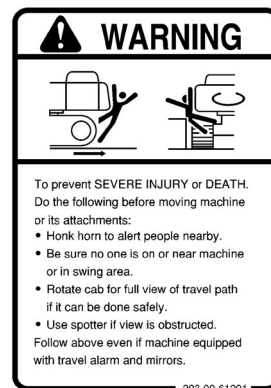 WARNING
To prevent SEVERE INJURY or DEATH.
Do the following before moving machine
or its attachments:
• Honk horn to alert people nearby.
• Be sure no one is on or near machine
or in swing area.
• Rotate cab for full view of travel path
if it can be done safely.
• Use spotter if view is obstructed.
Follow above even if machine equipped
with travel alarm and mirrors.